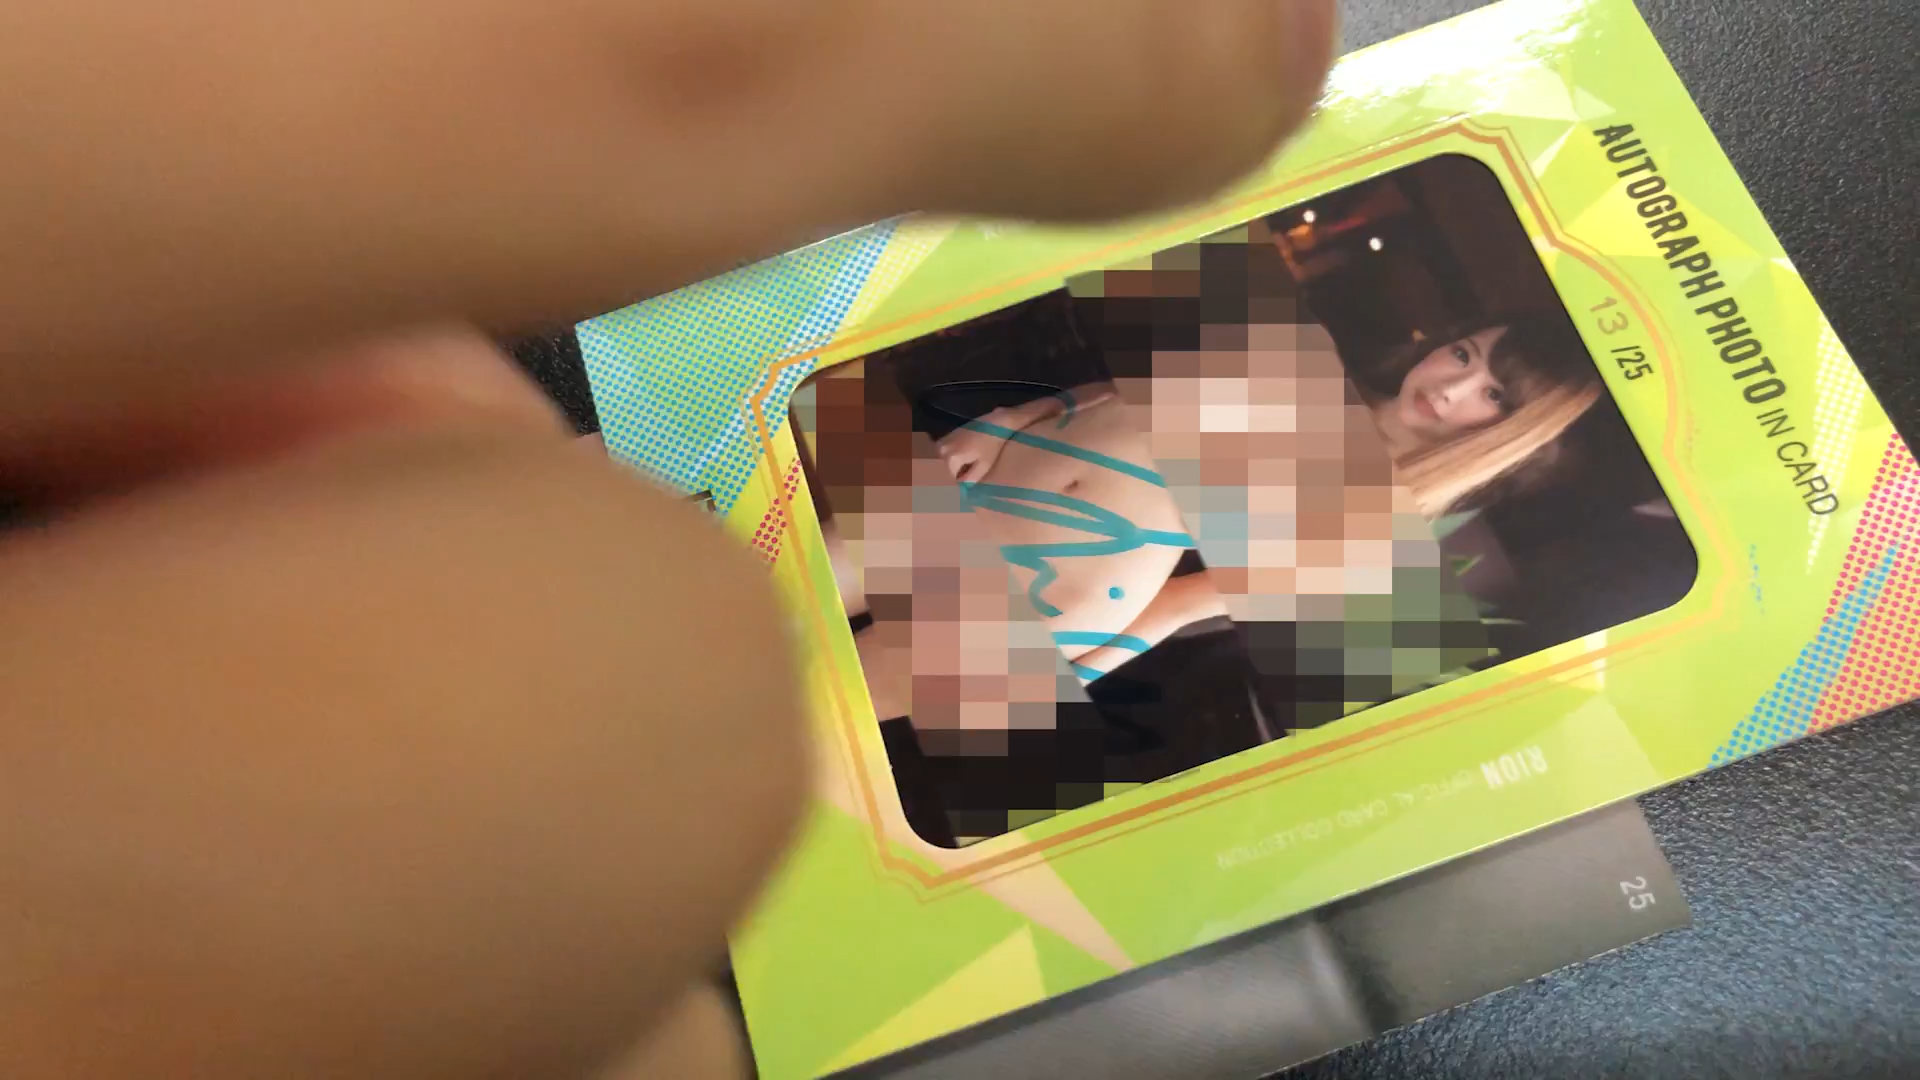 AUTOGRAPH PHOTO IN CARD
13 /25
RION OFFICIAL CARD COLLECTION
25